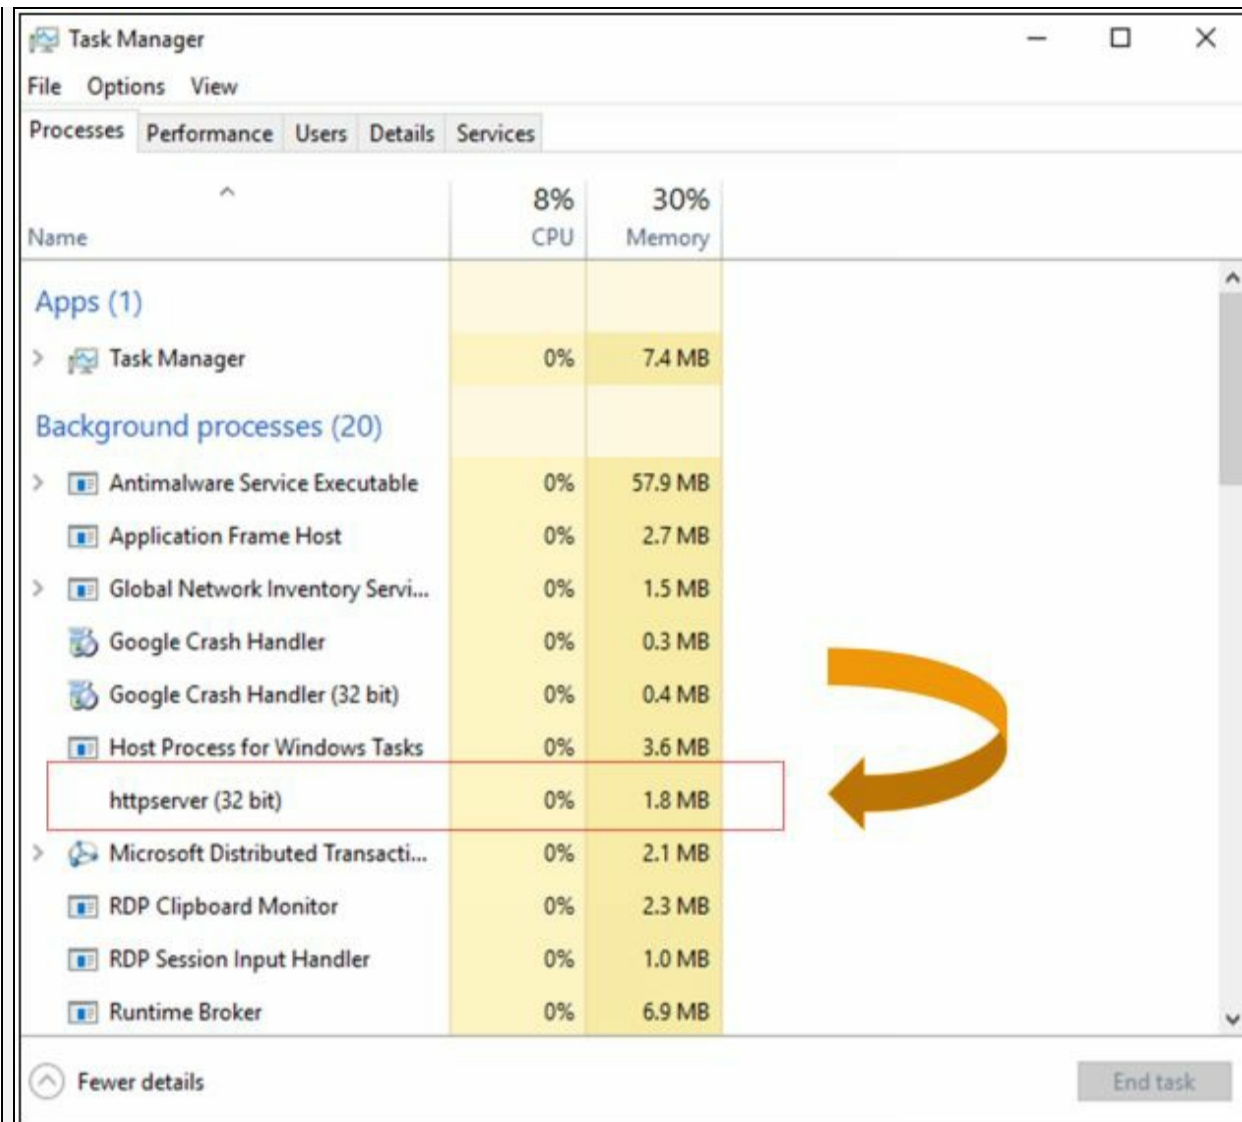 Task Manager
File Options View
Processes Performance Users Details Services
8% 30%
Name CPU Memory
Apps (1)
Task Manager 0% 7.4 MB
Background processes (20)
Antimalware Service Executable 0% 57.9 MB
Application Frame Host 0% 2.7 MB
Global Network Inventory Servi... 0% 1.5 MB
Google Crash Handler 0% 0.3 MB
Google Crash Handler (32 bit) 0% 0.4 MB
Host Process for Windows Tasks 0% 3.6 MB
httpserver (32 bit) 0% 1.8 MB
Microsoft Distributed Transacti... 0% 2.1 MB
RDP Clipboard Monitor 0% 2.3 MB
RDP Session Input Handler 0% 1.0 MB
Runtime Broker 0% 6.9 MB
Fewer details End task